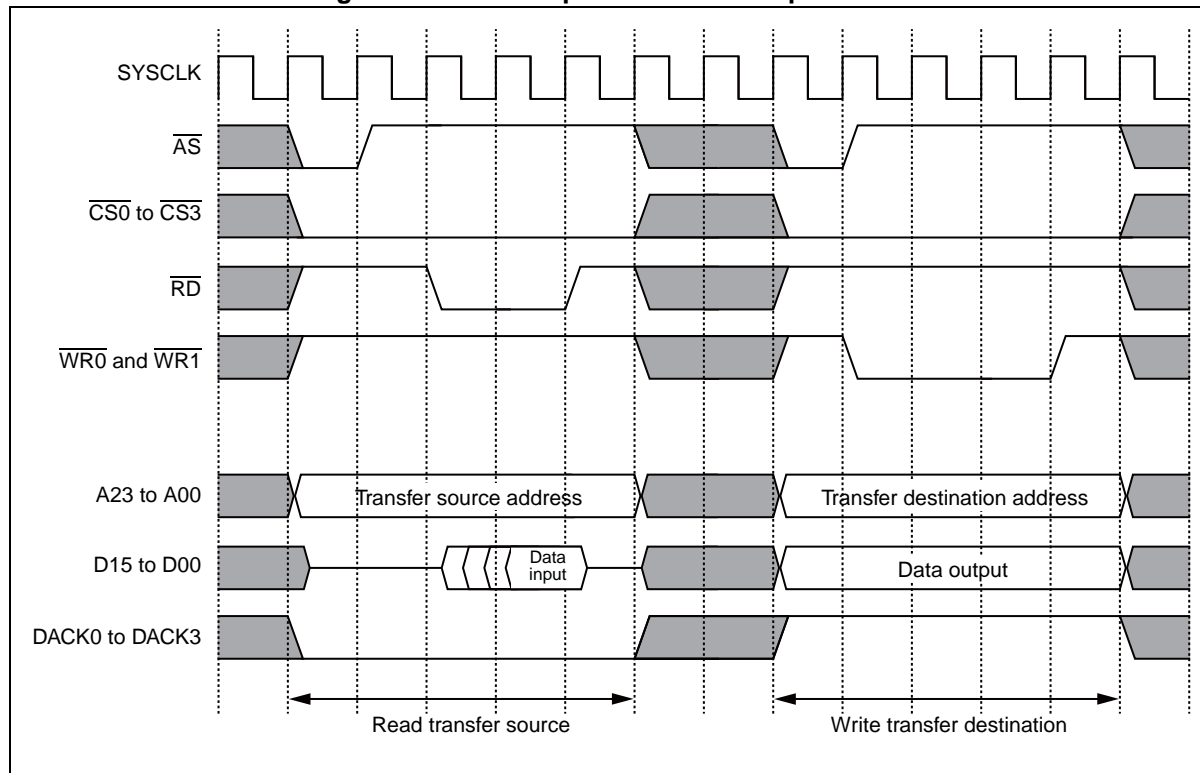 SYSCLK
AS
CS0 to CS3
RD
WR0 and WR1
A23 to A00
Transfer source address
Transfer destination address
D15 to D00
Data
input
Data output
DACK0 to DACK3
Read transfer source
Write transfer destination